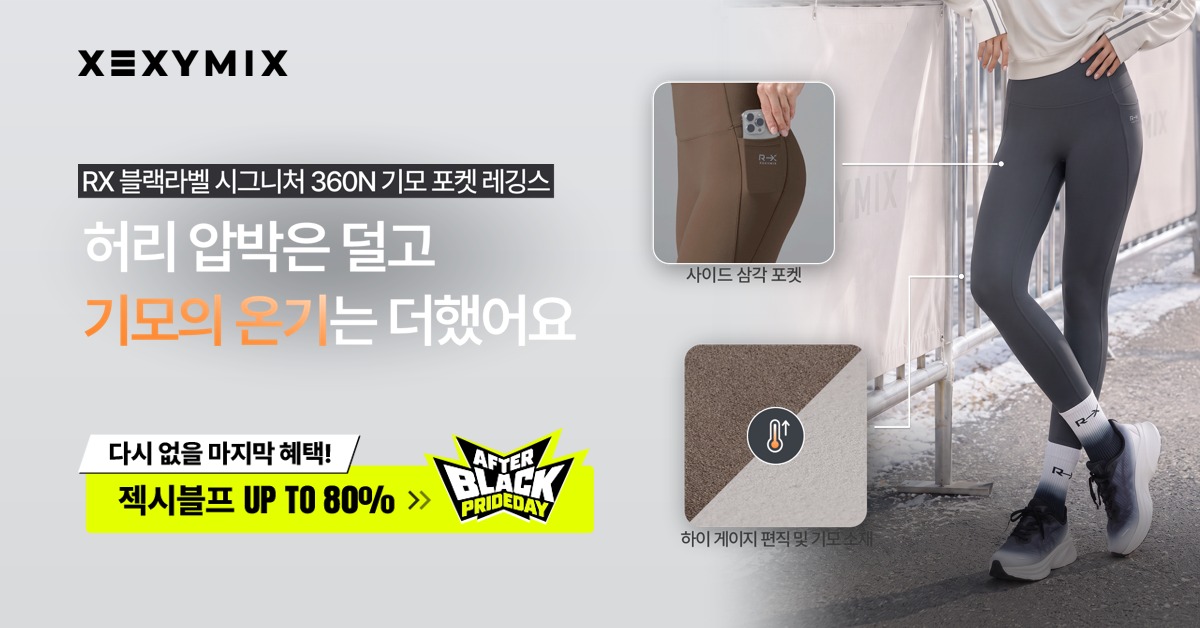 XEXYMIX
RX 블랙라벨 시그니처 360N 기모 포켓 레깅스
허리 압박은 덜고
기모의 온기는 더했어요
다시 없을 마지막 혜택!
젝시블프 UP TO 80% >>
AFTER
BLACK
PRIDEDAY
R-X
사이드 삼각 포켓
하이 게이지 편직 및 기모 소재
R-X
R-X
R-X